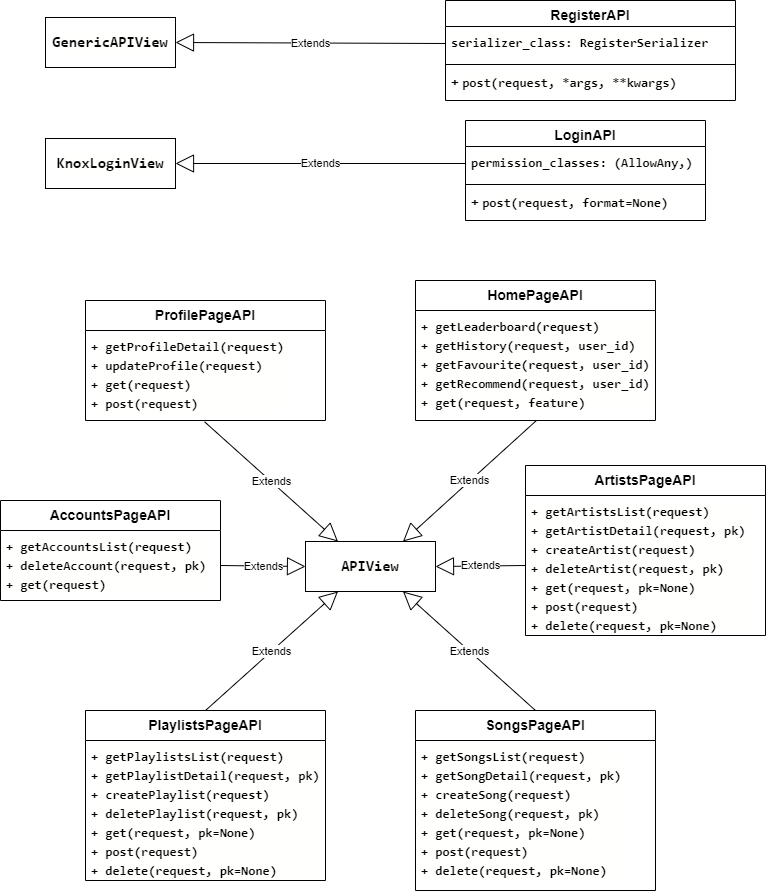 RegisterAPI
GenericAPIView
Extends
serializer_class: RegisterSerializer
+ post(request, *args, **kwargs)
LoginAPI
KnoxLoginView
Extends
permission_classes: (AllowAny,)
+ post(request, format=None)
HomePageAPI
+ getLeaderboard(request)
+ getHistory(request, user_id)
+ getFavourite(request, user_id)
+ getRecommend(request, user_id)
+ get(request, feature)
ProfilePageAPI
+ getProfileDetail(request)
+ updateProfile(request)
+ get(request)
+ post(request)
Extends
Extends
ArtistsPageAPI
+ getArtistsList(request)
+ getArtistDetail(request, pk)
+ createArtist(request)
+ deleteArtist(request, pk)
+ get(request, pk=None)
+ post(request)
+ delete(request, pk=None)
AccountsPageAPI
+ getAccountsList(request)
+ deleteAccount(request, pk)
+ get(request)
Extends
APIView
Extends
Extends
Extends
PlaylistsPageAPI
+ getPlaylistsList(request)
+ getPlaylistDetail(request, pk)
+ createPlaylist(request)
+ deletePlaylist(request, pk)
+ get(request, pk=None)
+ post(request)
+ delete(request, pk=None)
SongsPageAPI
+ getSongsList(request)
+ getSongDetail(request, pk)
+ createSong(request)
+ deleteSong(request, pk)
+ get(request, pk=None)
+ post(request)
+ delete(request, pk=None)